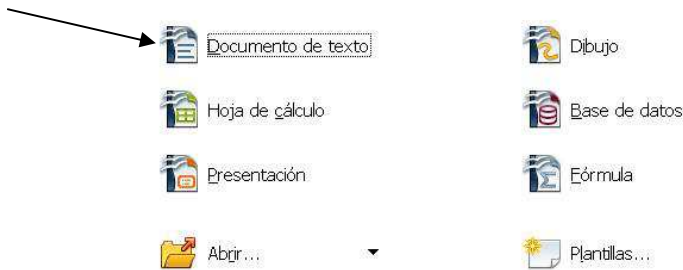 Documento de texto
Dibujo
Hoja de cálculo
Base de datos
Presentación
Fórmula
Abrir...
Plantillas...